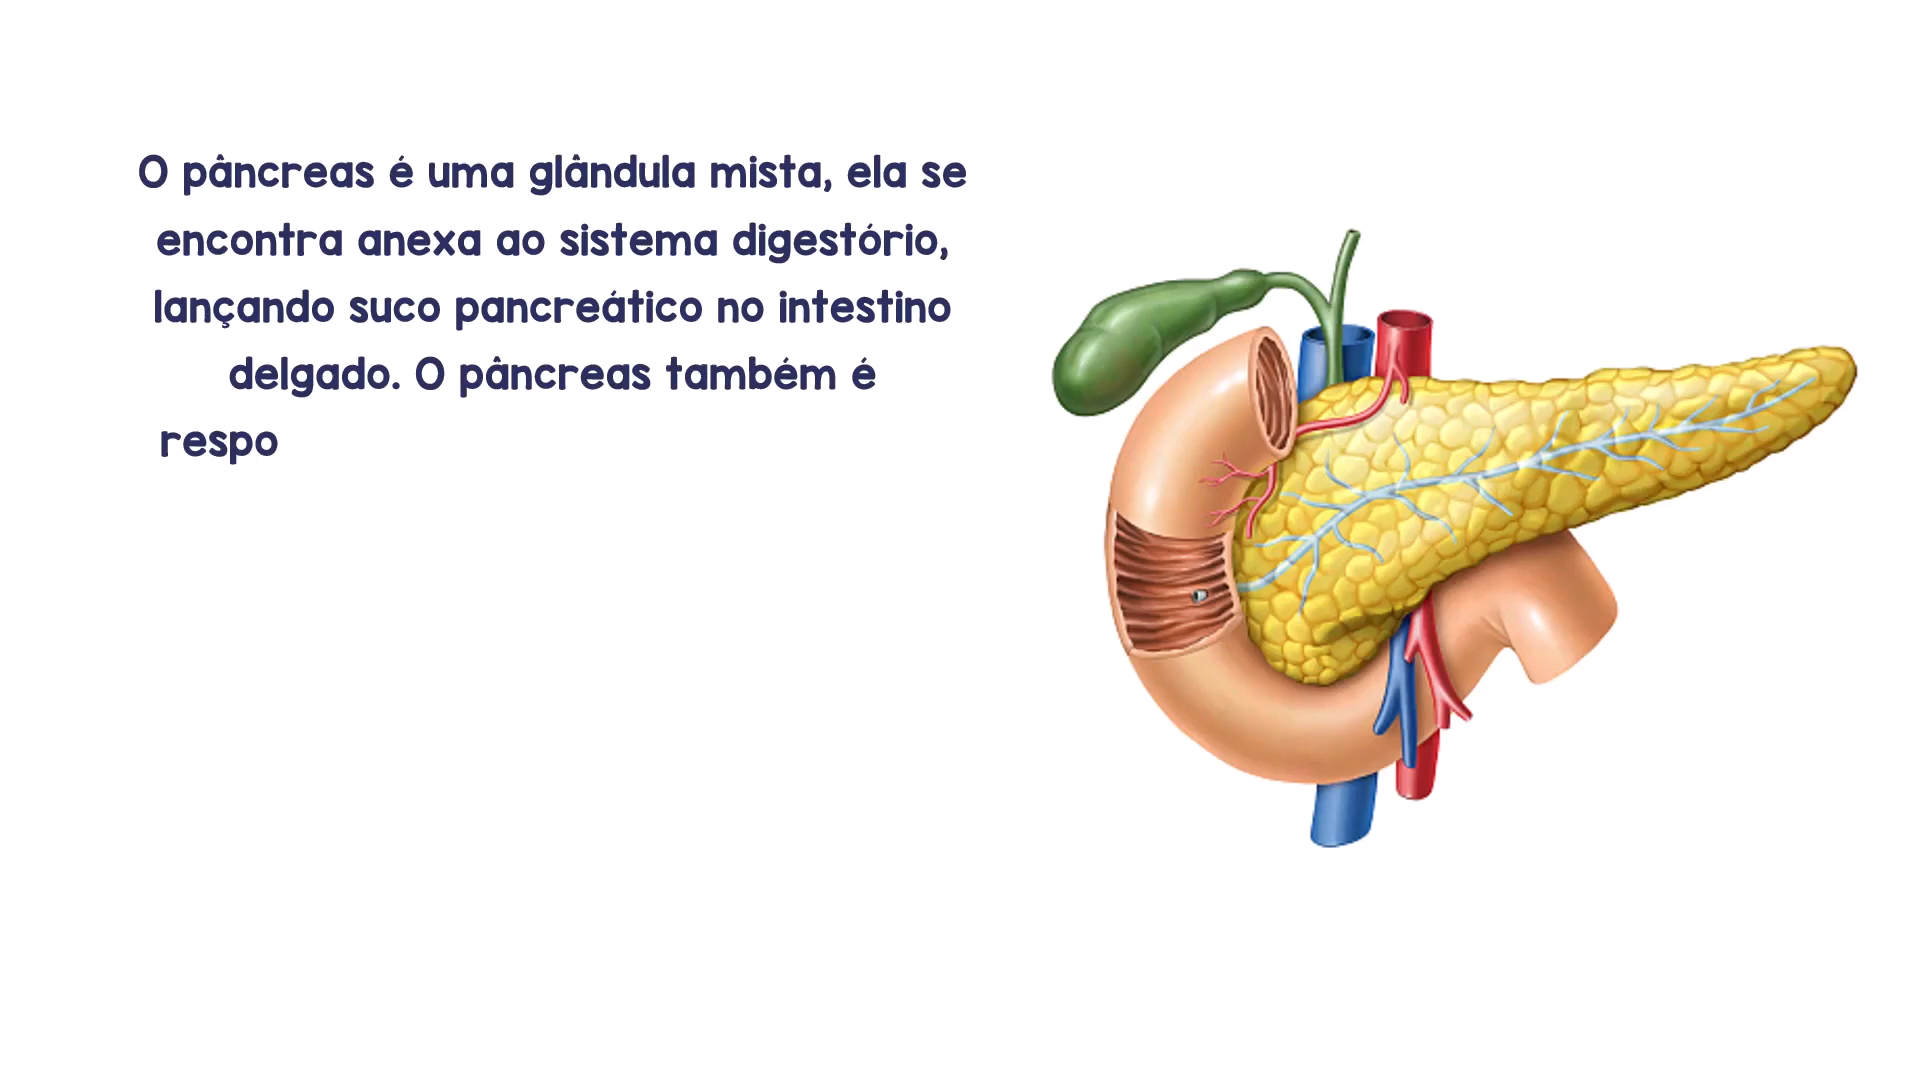 O pâncreas é uma glândula mista, ela se
encontra anexa ao sistema digestório,
lançando suco pancreático no intestino
delgado. O pâncreas também é
respo